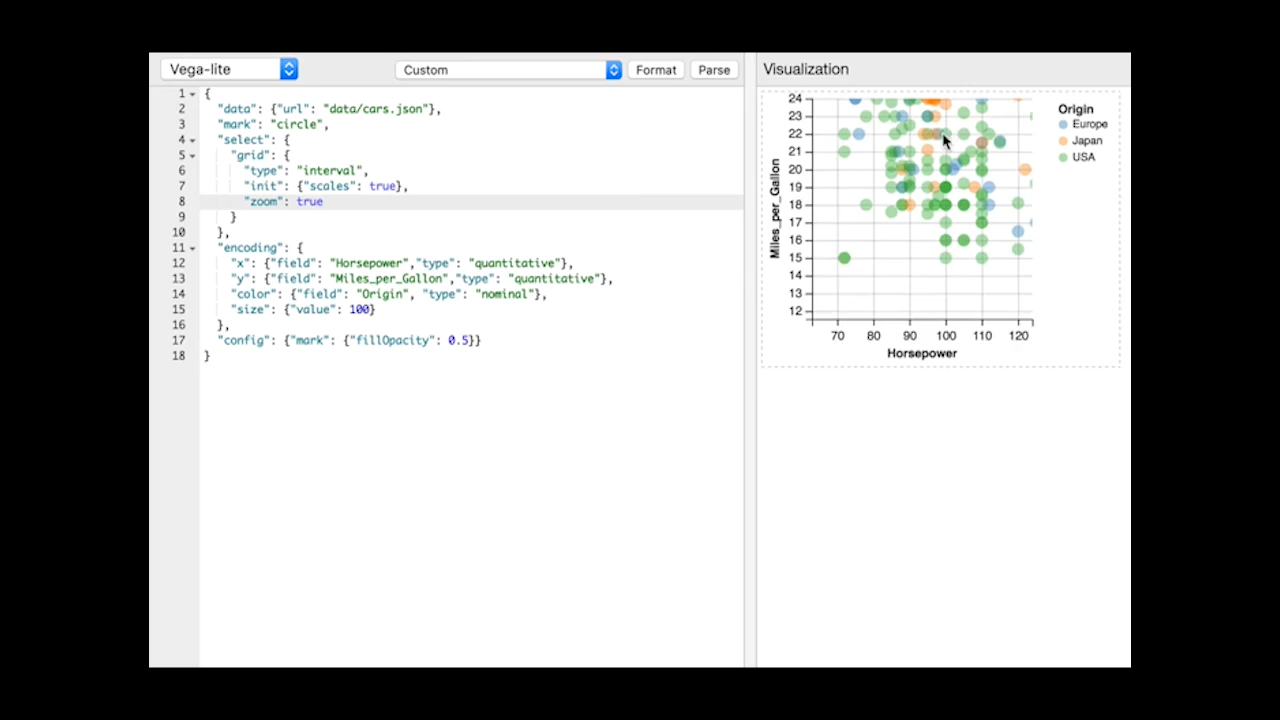 Vega-lite
Custom
Format
Parse
Visualization
1 {
2 "data": {"url": "data/cars.json"},
3 "mark": "circle",
4 "select": {
5 "grid": {
6 "type": "interval",
7 "init": {"scales": true},
8 "zoom": true
9 }
10 },
11 "encoding": {
12 "x": {"field": "Horsepower","type": "quantitative"},
13 "y": {"field": "Miles_per_Gallon","type": "quantitative"},
14 "color": {"field": "Origin", "type": "nominal"},
15 "size": {"value": 100}
16 },
17 "config": {"mark": {"fillOpacity": 0.5}}
18 }
Miles_per_Gallon
24
23
22
21
20
19
18
17
16
15
14
13
12
70 80 90 100 110 120
Horsepower
Origin
Europe
Japan
USA